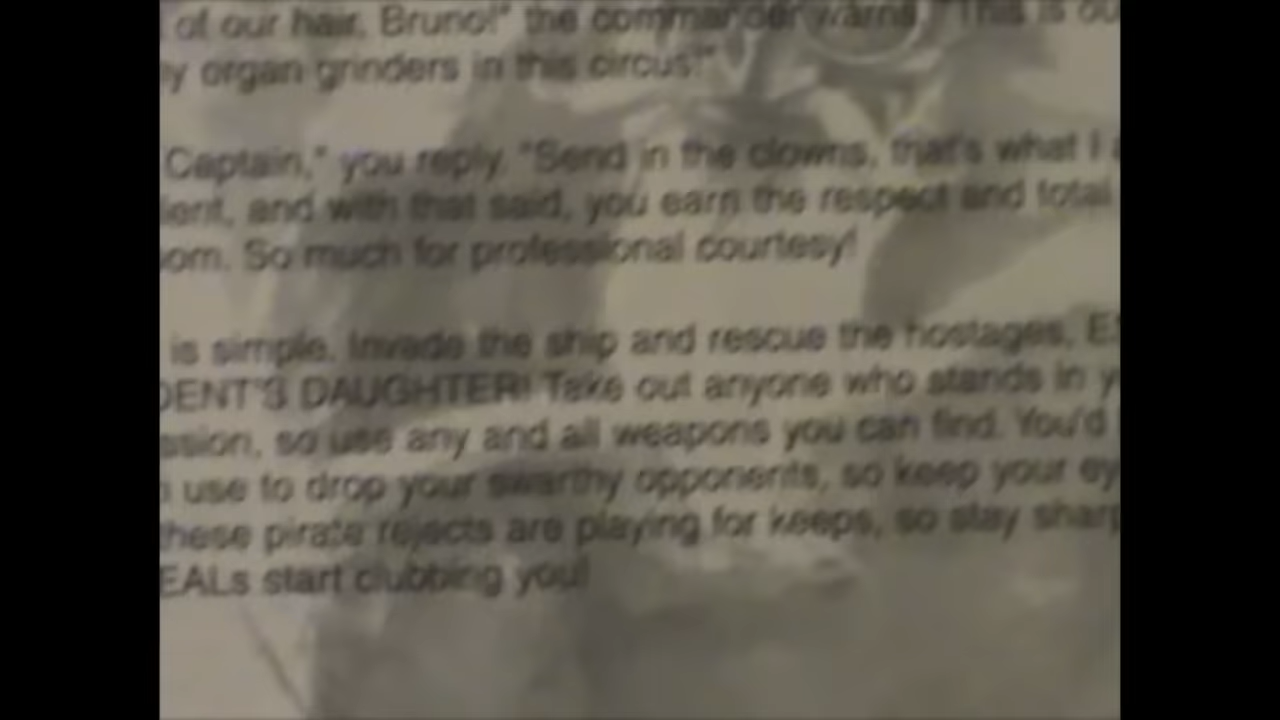 of our hair, Bruno!" the commander warns. "This is ou
y organ grinders in this circus!"
Captain," you reply. "Send in the clowns, that's what I a
ent, and with that said, you earn the respect and total
om. So much for professional courtesy!
is simple. Invade the ship and rescue the hostages, E
DENT'S DAUGHTER! Take out anyone who stands in y
ssion, so use any and all weapons you can find. You'd
n use to drop your swarthy opponents, so keep your ey
these pirate rejects are playing for keeps, so stay sharp
EALs start clubbing you!